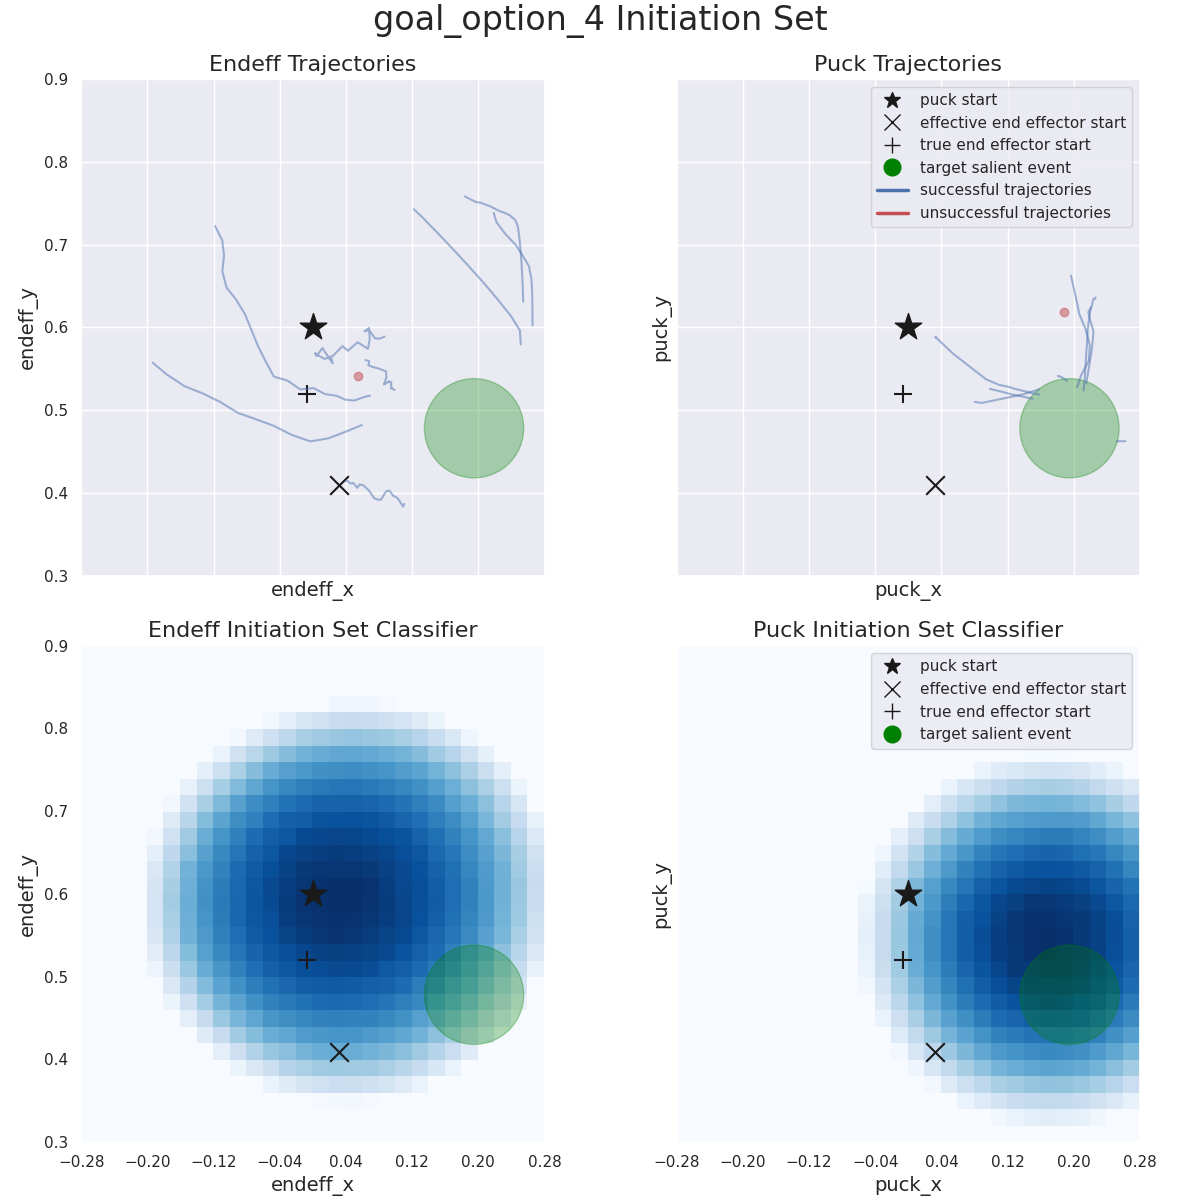 goal_option_4 Initiation Set
Endeff Trajectories
0.9
0.8
0.7
0.6
0.5
0.4
0.3
endeff_y
endeff_x
Puck Trajectories
puck start
effective end effector start
true end effector start
target salient event
successful trajectories
unsuccessful trajectories
puck_y
puck_x
Endeff Initiation Set Classifier
0.9
0.8
0.7
0.6
0.5
0.4
0.3
endeff_y
−0.28 −0.20 −0.12 −0.04 0.04 0.12 0.20 0.28
endeff_x
Puck Initiation Set Classifier
puck start
effective end effector start
true end effector start
target salient event
puck_y
−0.28 −0.20 −0.12 −0.04 0.04 0.12 0.20 0.28
puck_x